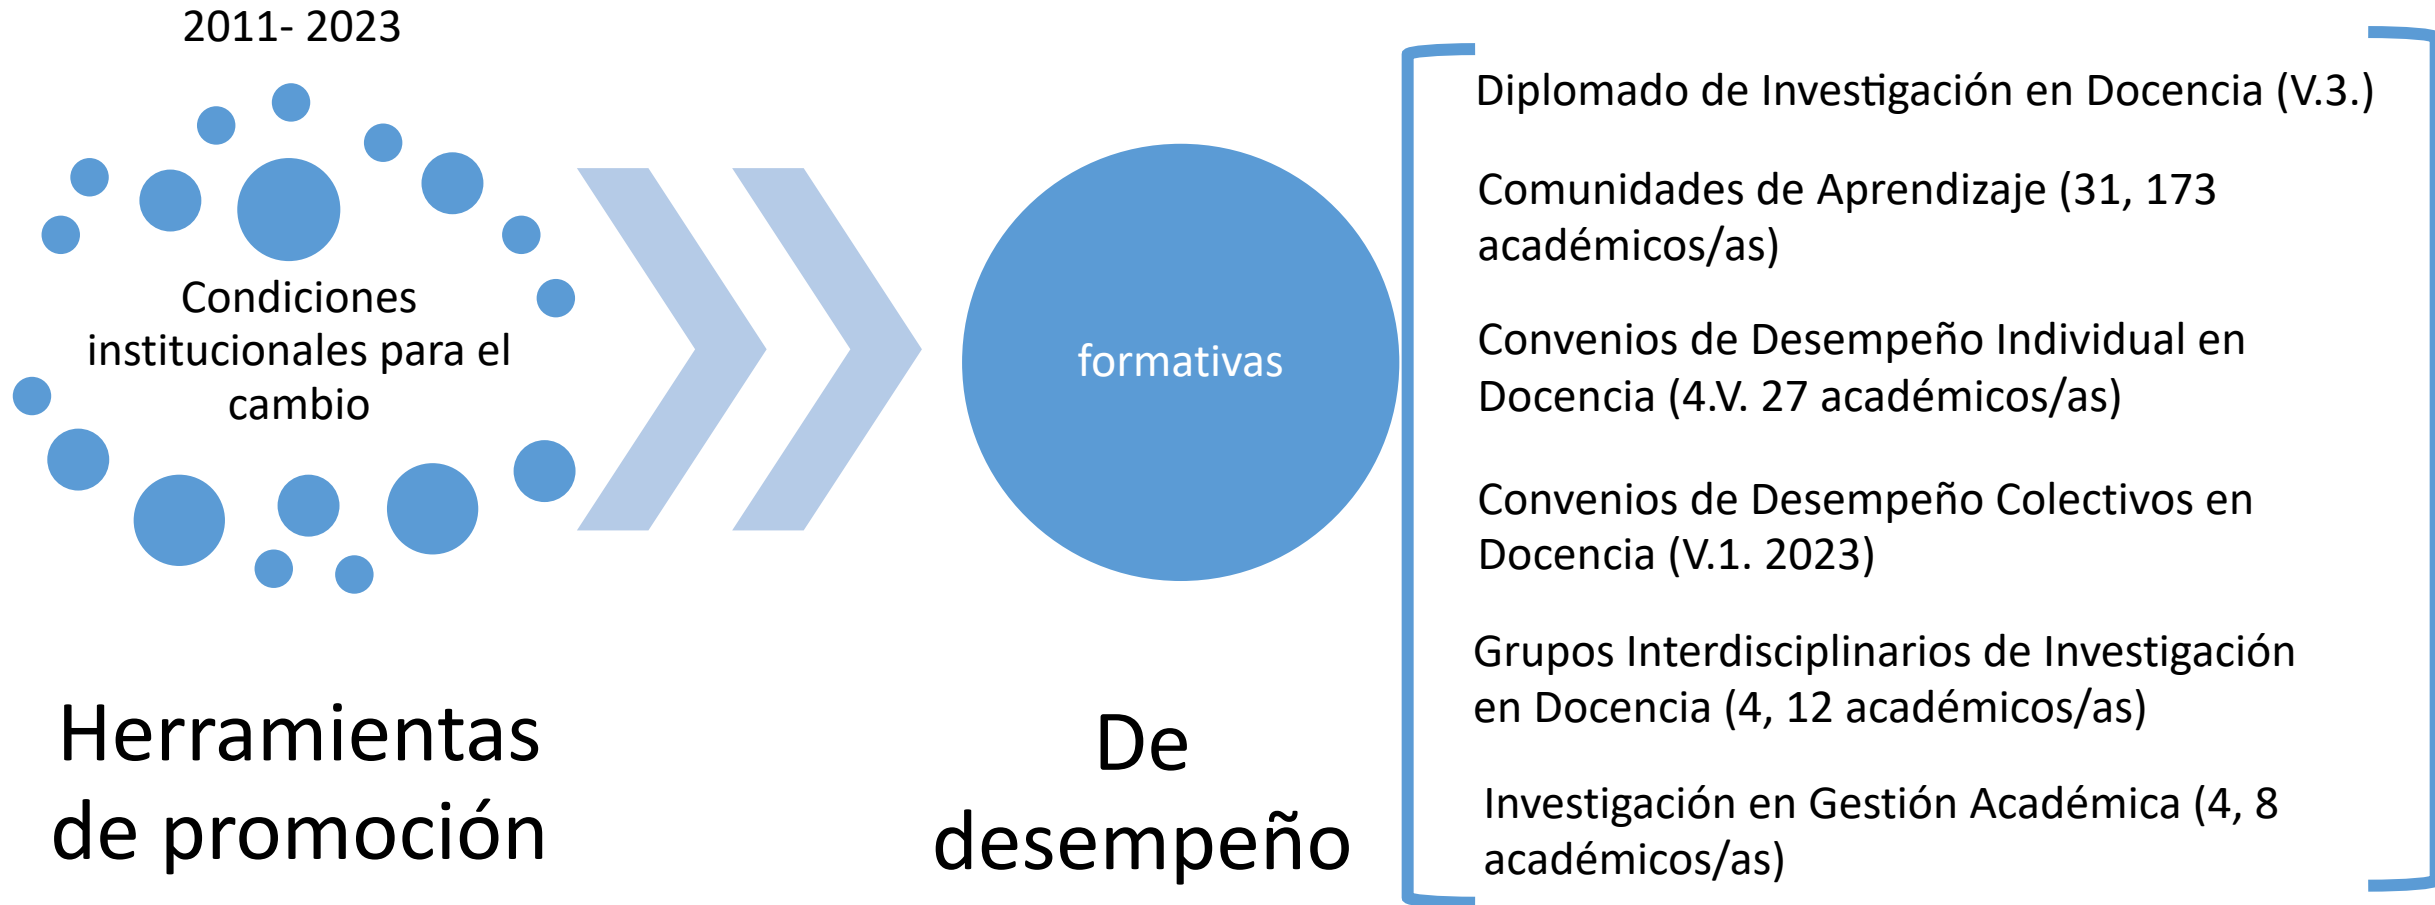 2011- 2023
Condiciones
institucionales para el
cambio
Herramientas
de promoción
formativas
De
desempeño
Diplomado de Investigación en Docencia (V.3.)
Comunidades de Aprendizaje (31, 173
académicos/as)
Convenios de Desempeño Individual en
Docencia (4.V. 27 académicos/as)
Convenios de Desempeño Colectivos en
Docencia (V.1. 2023)
Grupos Interdisciplinarios de Investigación
en Docencia (4, 12 académicos/as)
Investigación en Gestión Académica (4, 8
académicos/as)